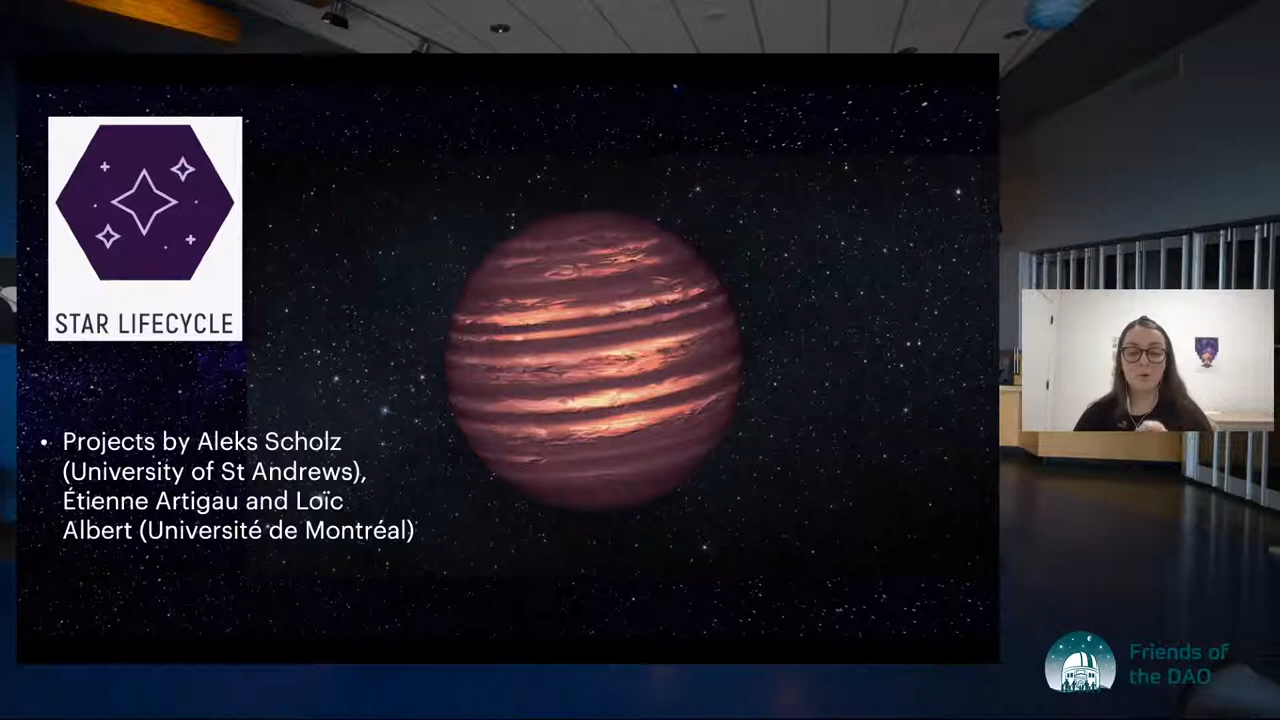 STAR LIFECYCLE
• Projects by Aleks Scholz
(University of St Andrews),
Étienne Artigau and Loïc
Albert (Université de Montréal)
Friends of
the DAO